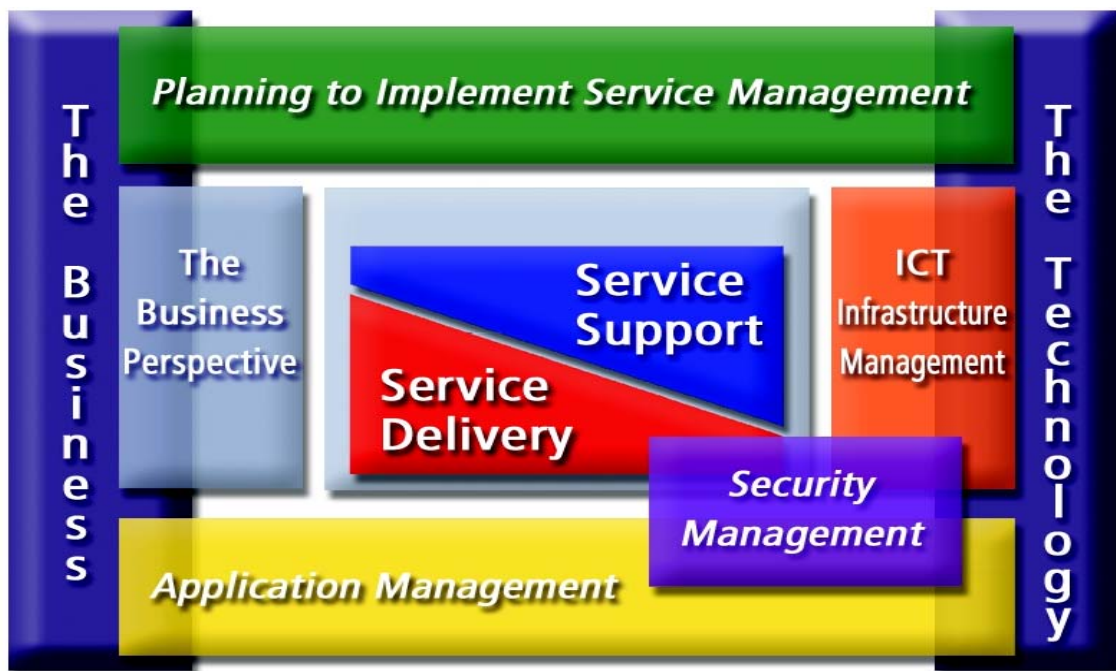 The Business
Planning to Implement Service Management
The Technology
The
Business
Perspective
Service
Support
Service
Delivery
ICT
Infrastructure
Management
Security
Management
Application Management